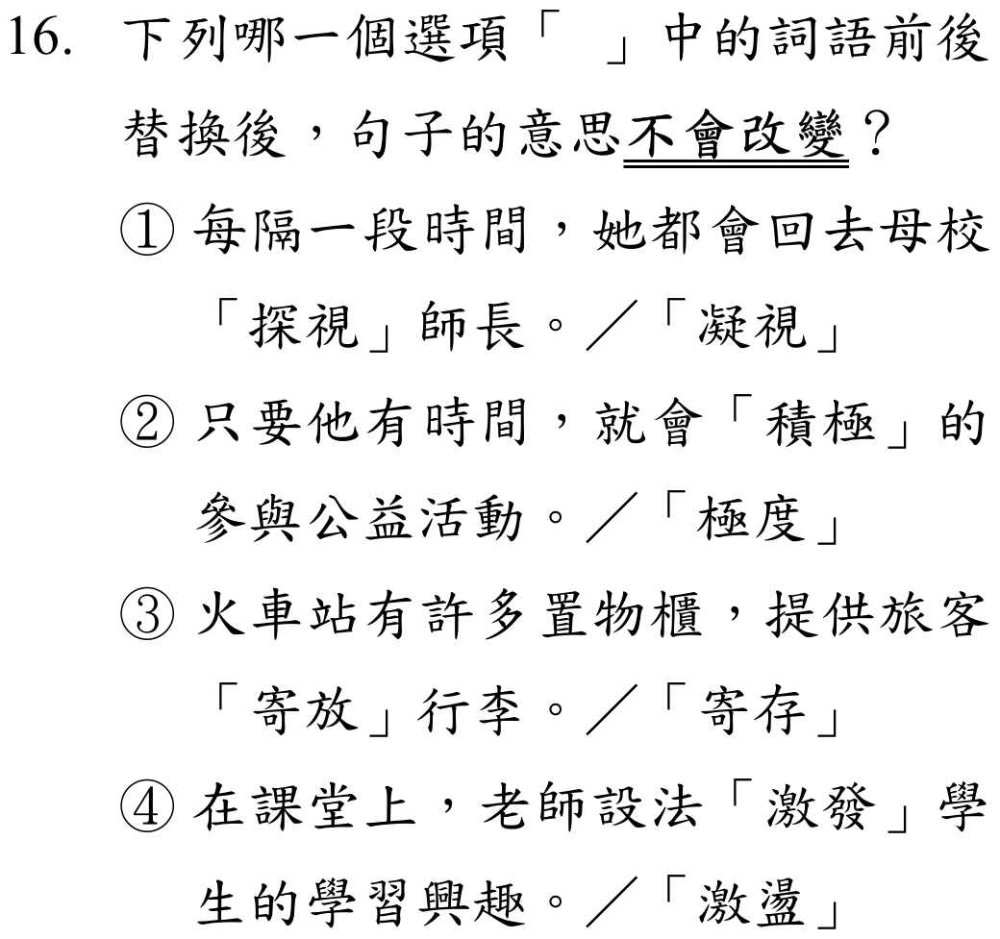 16. 下列哪一個選項「　」中的詞語前後
替換後，句子的意思不會改變？
① 每隔一段時間，她都會回去母校
「探視」師長。／「凝視」
② 只要他有時間，就會「積極」的
參與公益活動。／「極度」
③ 火車站有許多置物櫃，提供旅客
「寄放」行李。／「寄存」
④ 在課堂上，老師設法「激發」學
生的學習興趣。／「激盪」